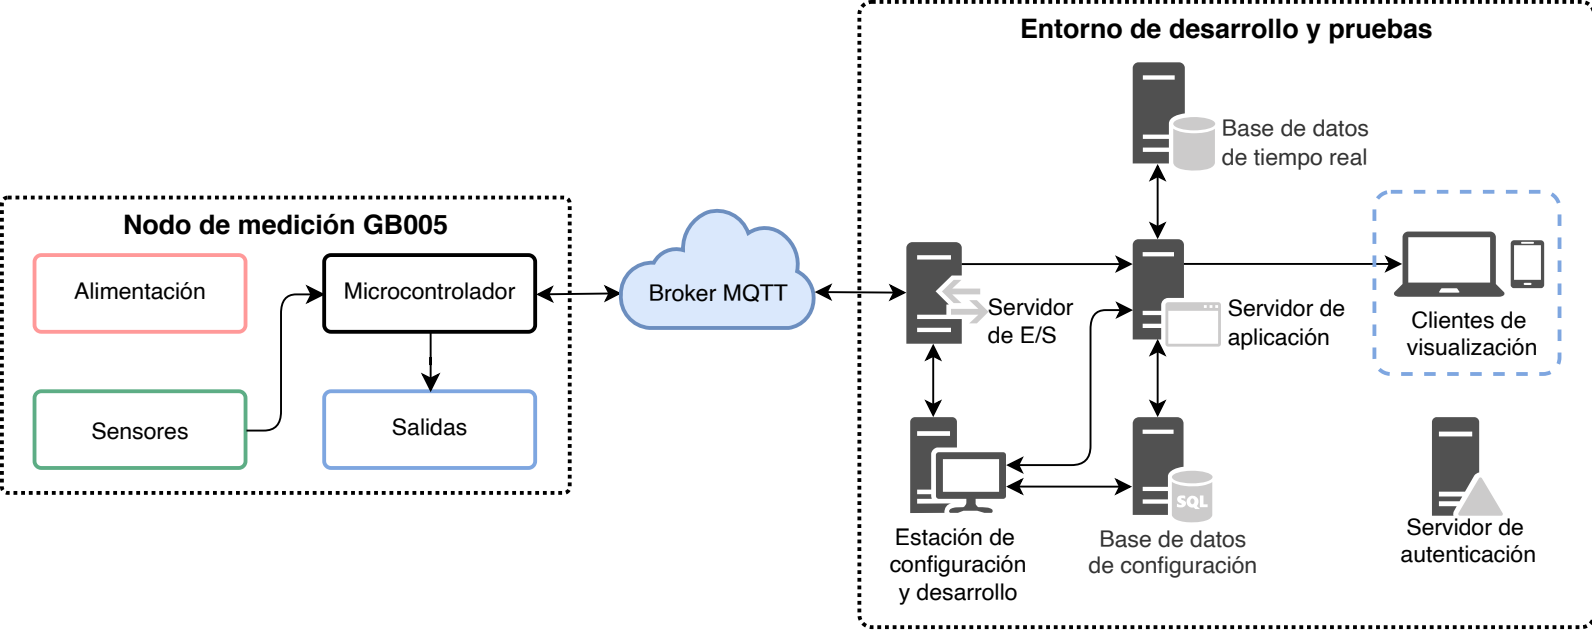 Entorno de desarrollo y pruebas
Base de datos
de tiempo real
Nodo de medición GB005
Alimentación
Microcontrolador
Sensores
Salidas
Broker MQTT
Servidor
de E/S
Servidor de
aplicación
Clientes de
visualización
SQL
Estación de
configuración
y desarrollo
Base de datos
de configuración
Servidor de
autenticación